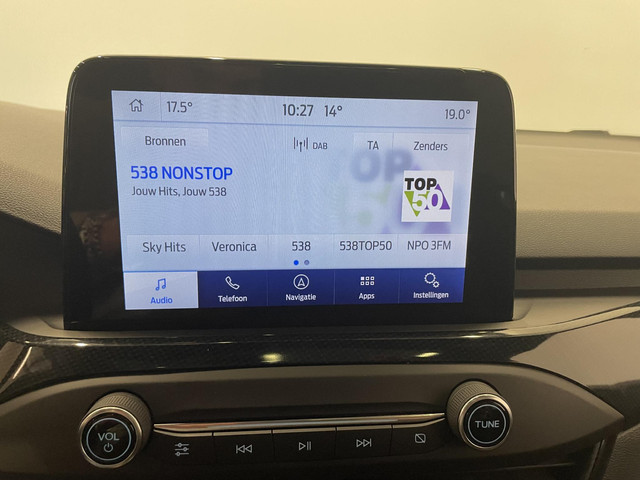 17.5° 10:27 14° 19.0°
Bronnen DAB TA Zenders
538 NONSTOP
Jouw Hits, Jouw 538
TOP
TOP
50
Sky Hits Veronica 538 538TOP50 NPO 3FM
Audio Telefoon Navigatie Apps Instellingen
VOL TUNE